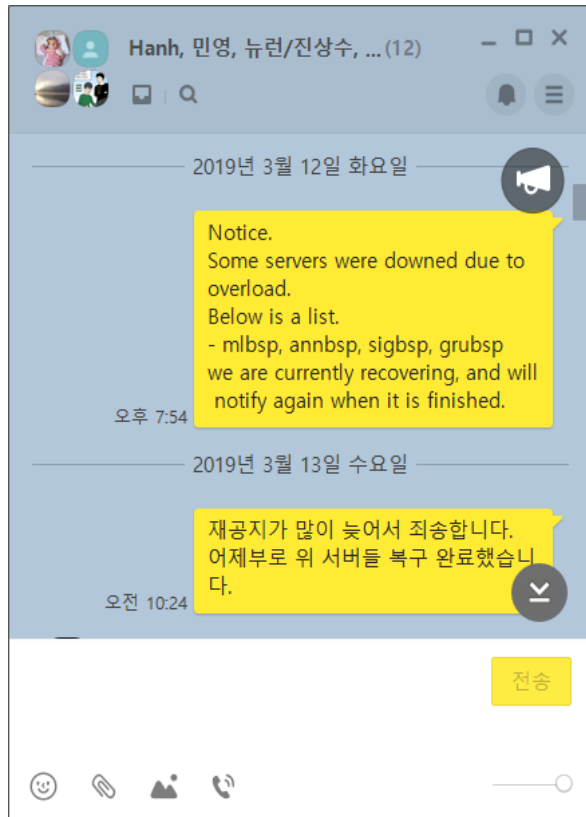 Hanh, 민영, 뉴런/진상수, ... (12)
2019년 3월 12일 화요일
Notice.
Some servers were downed due to
overload.
Below is a list.
- mlbsp, annbsp, sigbsp, grubsp
we are currently recovering, and will
notify again when it is finished.
오후 7:54
2019년 3월 13일 수요일
재공지가 많이 늦어서 죄송합니다.
어제부로 위 서버들 복구 완료했습니
다.
오전 10:24
전송